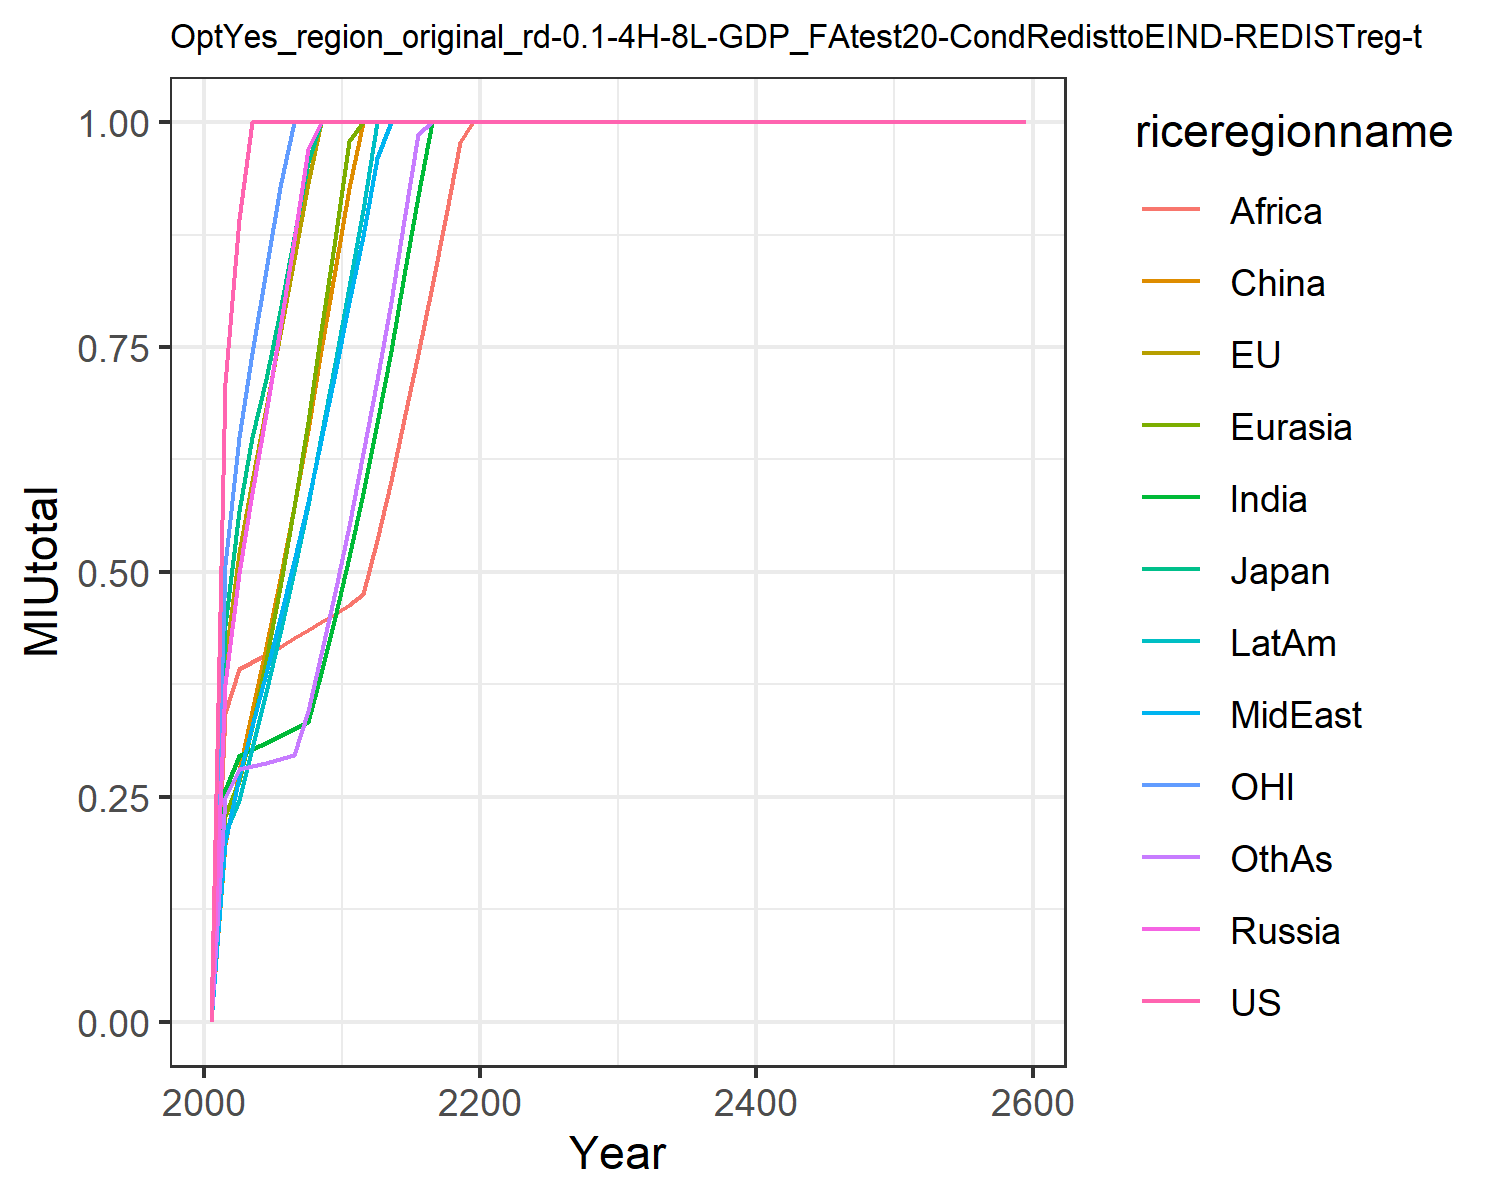 OptYes_region_original_rd-0.1-4H-8L-GDP_FAtest20-CondRedisttoEIND-REDISTreg-t
1.00
0.75
0.50
0.25
0.00
MIUtotal
2000 2200 2400 2600
Year
riceregionname
Africa
China
EU
Eurasia
India
Japan
LatAm
MidEast
OHI
OthAs
Russia
US